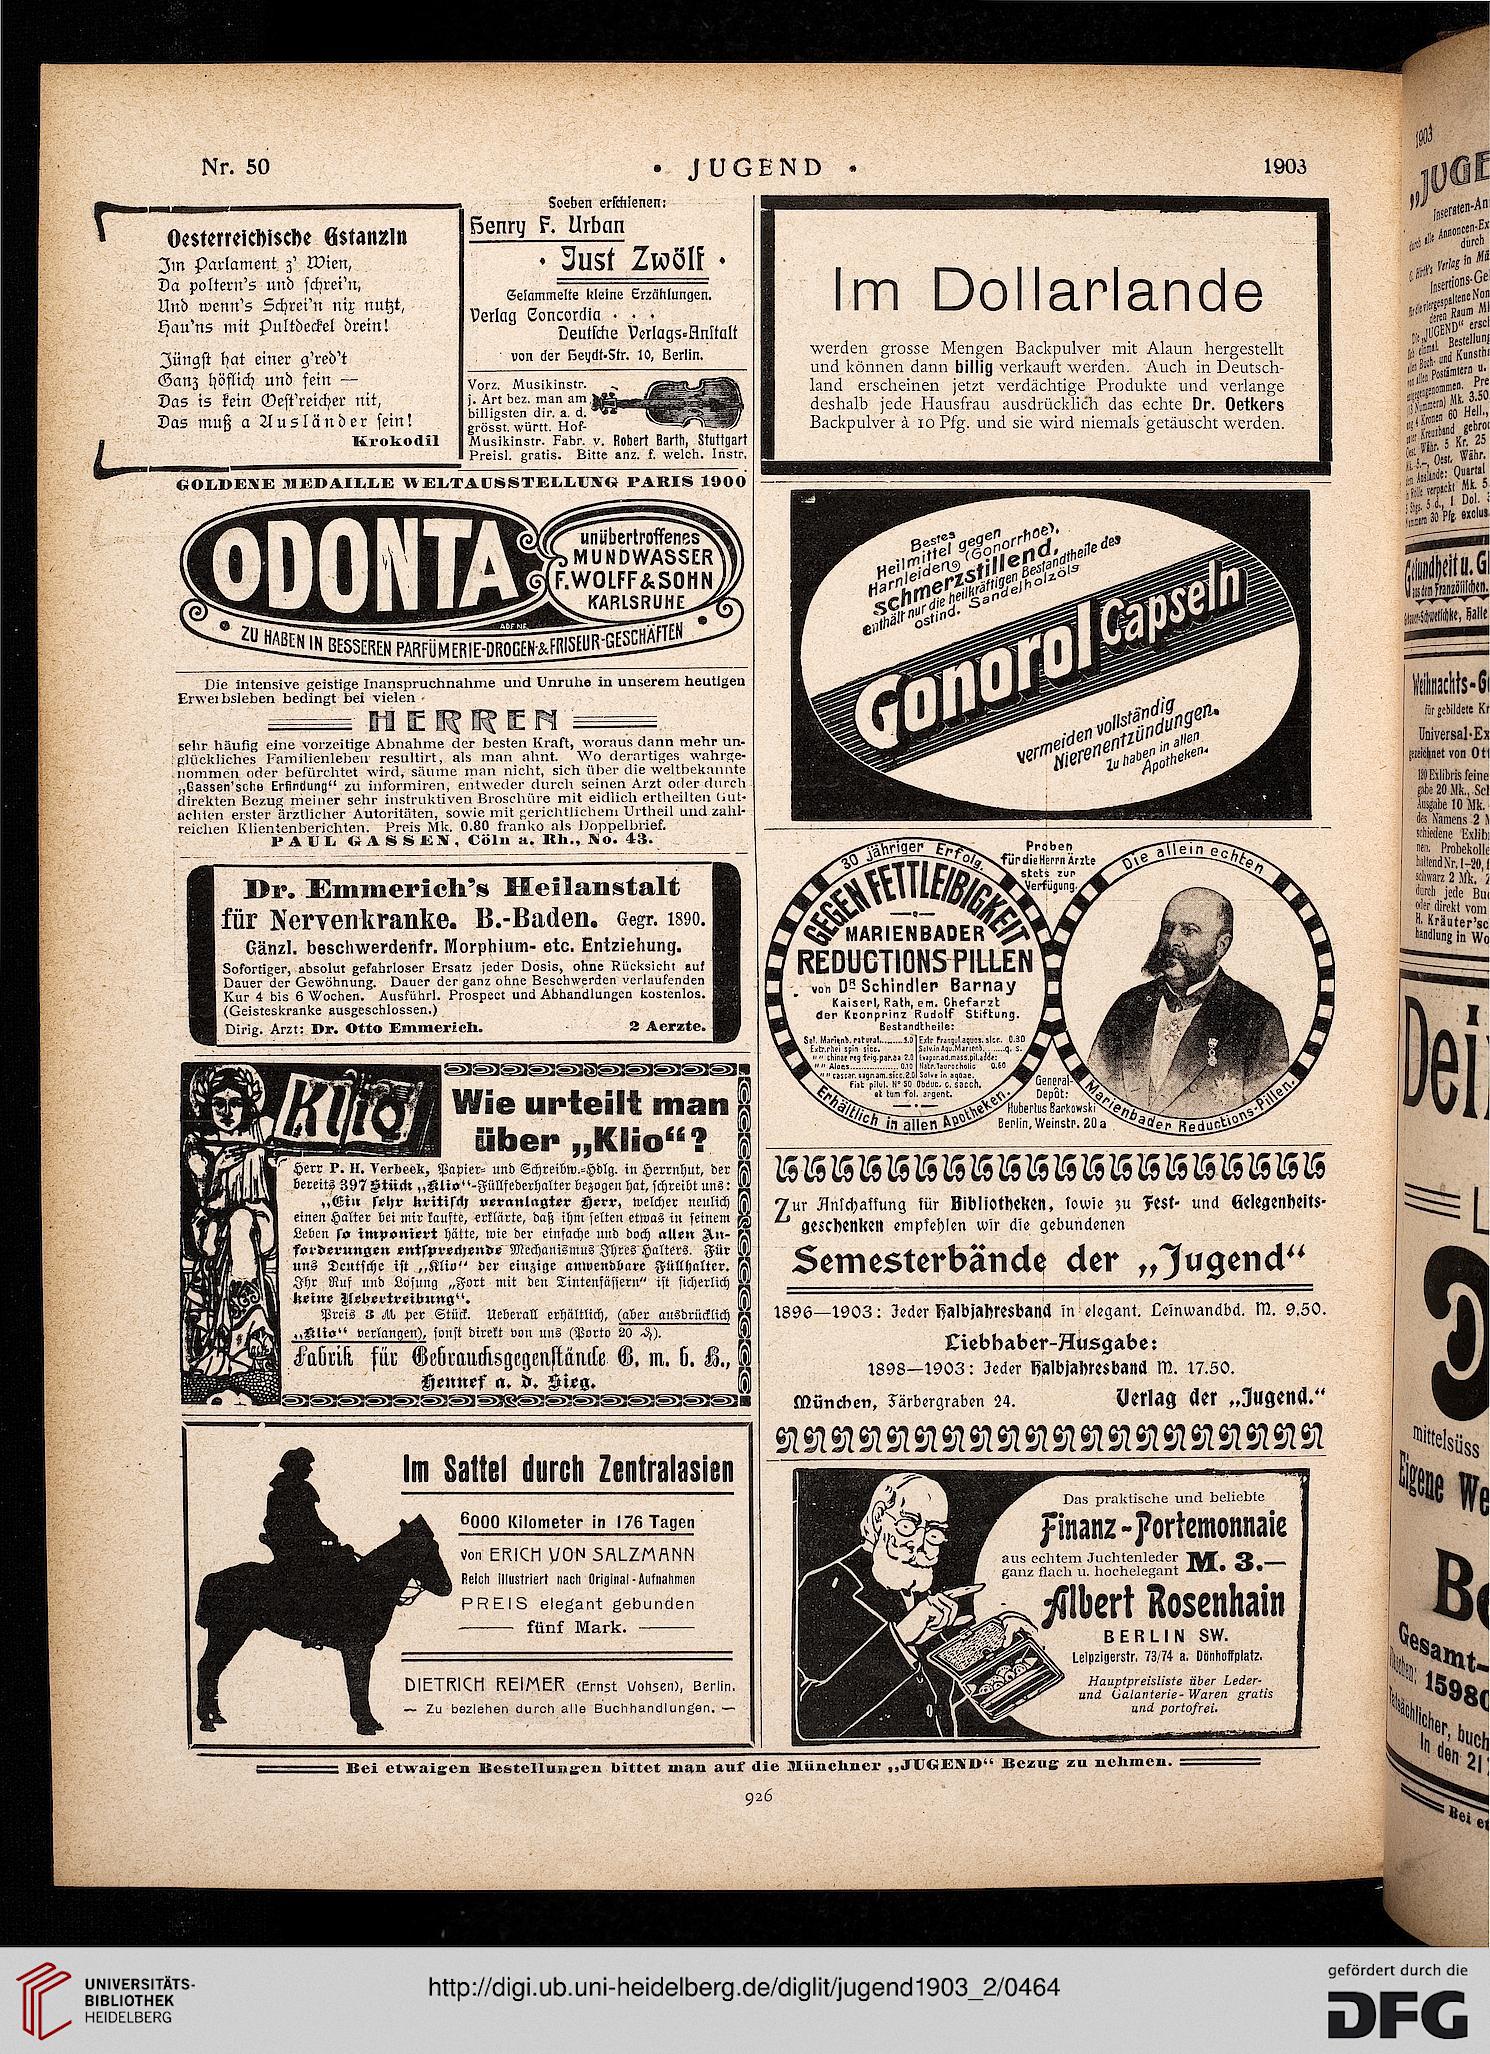 Nr. 50
• JUGEND •
1903
Oesterreichische Gstanzln
Im Parlament z' Wien,
Da poltern's und schrei'n,
Und wenn's Schrei'n nix nutzt,
Hau'ns mit Pultdeckel drein!
Jüngst hat einer g'red't
Ganz höflich und fein —
Das is kein Oest'reicher nit,
Das muß a Ausländer sein!
Krokodil
Soeben erschienen:
Henry F. Urban
· Just Zwölf ·
Gesammelte kleine Erzählungen.
Verlag Concordia · · ·
Deutsche Verlags-Anstalt
von der Heydt-Str. 10, Berlin.
Vorz. Musikinstr.
j. Art bez. man am
billigsten dir. a. d.
grösst. württ. Hof-
Musikinstr. Fabr. v. Robert Barth, Stuttgart
Preisl. gratis. Bitte anz. f. welch. Instr.
GOLDENE MEDAILLE WELTAUSSTELLUNG PARIS 1900
ODONTA
unübertroffenes
MUNDWASSER
F. WOLFF & SOHN
KARLSRUHE
ZU HABEN IN BESSEREN PARFÜMERIE-DROGEN-& FRISEUR-GESCHÄFTEN
Die intensive geistige Inanspruchnahme und Unruhe in unserem heutigen
Erweibsleben bedingt bei vielen
HERREN
sehr häufig eine vorzeitige Abnahme der besten Kraft, woraus dann mehr un-
glückliches Familienleben resultirt, als man ahnt. Wo derartiges wahrge-
nommen oder befürchtet wird, säume man nicht, sich über die weltbekannte
„Gassen'sche Erfindung“ zu informiren, entweder durch seinen Arzt oder durch
direkten Bezug meiner sehr instruktiven Broschüre mit eidlich ertheilten Gut-
achten erster ärztlicher Autoritäten, sowie mit gerichtlichem Urtheil und zahl-
reichen Klientenberichten. Preis Mk. 0.80 franko als Doppelbrief.
PAUL GASSEN, Cöln a. Rh., No. 43.
Dr. Emmerich's Heilanstalt
für Nervenkranke. B.-Baden. Gegr. 1890.
Gänzl. beschwerdenfr. Morphium- etc. Entziehung.
Sofortiger, absolut gefahrloser Ersatz jeder Dosis, ohne Rücksicht auf
Dauer der Gewöhnung. Dauer der ganz ohne Beschwerden verlaufenden
Kur 4 bis 6 Wochen. Ausführl. Prospect und Abhandlungen kostenlos.
(Geisteskranke ausgeschlossen.)
Dirig. Arzt: Dr. Otto Emmerich. 2 Aerzte.
Klio
Wie urteilt man
über „Klio“?
Herr P. H. Verbeek, Papier- und Schreibw.-Hdlg. in Herrnhut, der
bereits 397 Stück „Klio“-Füllfederhalter bezogen hat, schreibt uns:
„Ein sehr kritisch veranlagter Herr, welcher neulich
einen Halter bei mir kaufte, erklärte, daß ihm selten etwas in seinem
Leben so imponiert hätte, wie der einfache und doch allen An-
forderungen entsprechende Mechanismus Ihres Halters. Für
uns Deutsche ist „Klio“ der einzige anwendbare Füllhalter.
Ihr Ruf und Losung „Fort mit den Tintenfässern“ ist sicherlich
keine Uebertreibung“.
Preis 3 M per Stück. Ueberall erhältlich, (aber ausdrücklich
„Klio“ verlangen), sonst direkt von uns (Porto 20 ₰).
Fabrik für Gebrauchsgegenstände G. m. b. H.,
Hennef a. d. Sieg.
Im Sattel durch Zentralasien
6000 Kilometer in 176 Tagen
von ERICH VON SALZMANN
Reich illustriert nach Original-Aufnahmen
PREIS elegant gebunden
fünf Mark.
DIETRICH REIMER (Ernst Vohsen), Berlin.
— Zu beziehen durch alle Buchhandlungen. —
Im Dollarlande
werden grosse Mengen Backpulver mit Alaun hergestellt
und können dann billig verkauft werden. Auch in Deutsch-
land erscheinen jetzt verdächtige Produkte und verlange
deshalb jede Hausfrau ausdrücklich das echte Dr. Oetkers
Backpulver à 10 Pfg. und sie wird niemals getäuscht werden.
Bestes
Heilmittel gegen
Harnleiden (Gonorrhoe),
schmerzstillend,
enthält nur die heilkräftigen Bestandtheile des
ostind. Sandelholzöls
Gonorol Capseln
vermeiden vollständig
Nierenentzündungen.
Zu haben in allen
Apotheken.
30 jähriger Erfolg.
GEGEN FETTLEIBIGKEIT
MARIENBADER
REDUCTIONS-PILLEN
von Dr Schindler Barnay
Kaiserl. Rath, em. Chefarzt
der Kronprinz Rudolf Stiftung.
Bestandtheile:
Erhältlich in allen Apotheken.
Proben
für die Herrn Ärzte
stets zur
Verfügung.
Die allein echten
Marienbader Reductions-Pillen.
General-
Depôt:
Hubertus Barkowski
Berlin, Weinstr. 20a
Zur Anschaffung für Bibliotheken, sowie zu Fest- und Gelegenheits-
geschenken empfehlen wir die gebundenen
Semesterbände der „Jugend“
1896—1903: Jeder Halbjahresband in elegant. Leinwandbd. M. 9.50.
Liebhaber-Ausgabe:
1898—1903: Jeder Halbjahresband M. 17.50.
München, Färbergraben 24. Verlag der „Jugend.“
Das praktische und beliebte
Finanz-Portemonnaie
aus echtem Juchtenleder
ganz flach u. hochelegant M. 3.—
Albert Rosenhain
BERLIN SW.
Leipzigerstr. 73/74 a. Dönhoffplatz.
Hauptpreisliste über Leder-
und Galanterie-Waren gratis
und portofrei.
Bei etwaigen Bestellungen bittet man auf die Münchner „JUGEND“ Bezug zu nehmen.
926
UNIVERSITÄTS-
BIBLIOTHEK
HEIDELBERG
http://digi.ub.uni-heidelberg.de/diglit/jugend1903_2/0464
gefördert durch die
DFG